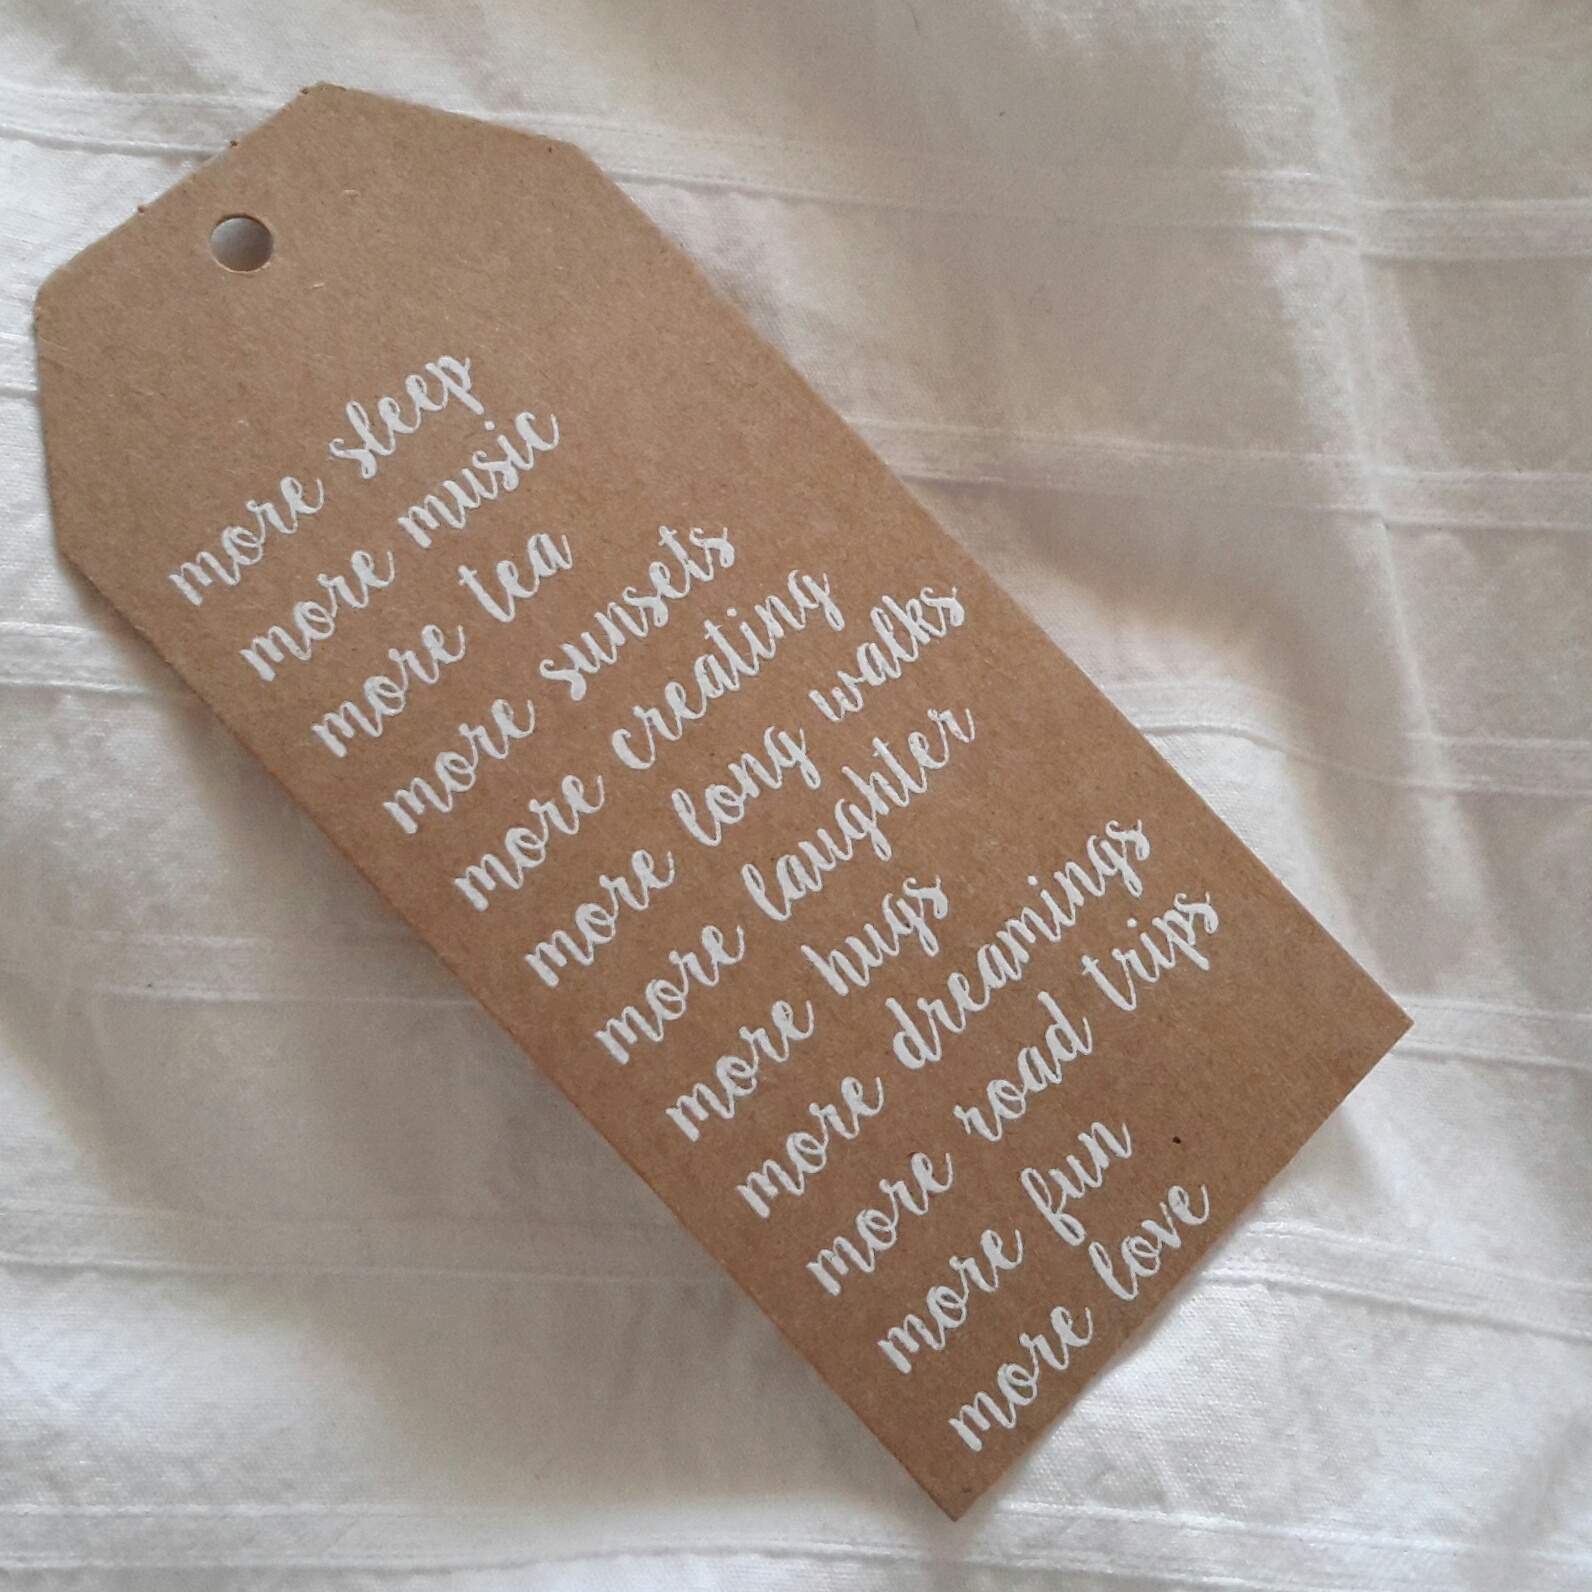 more sleep
more music
more tea
more sunsets
more creating
more long walks
more laughter
more hugs
more dreamings
more road trips
more fun
more love